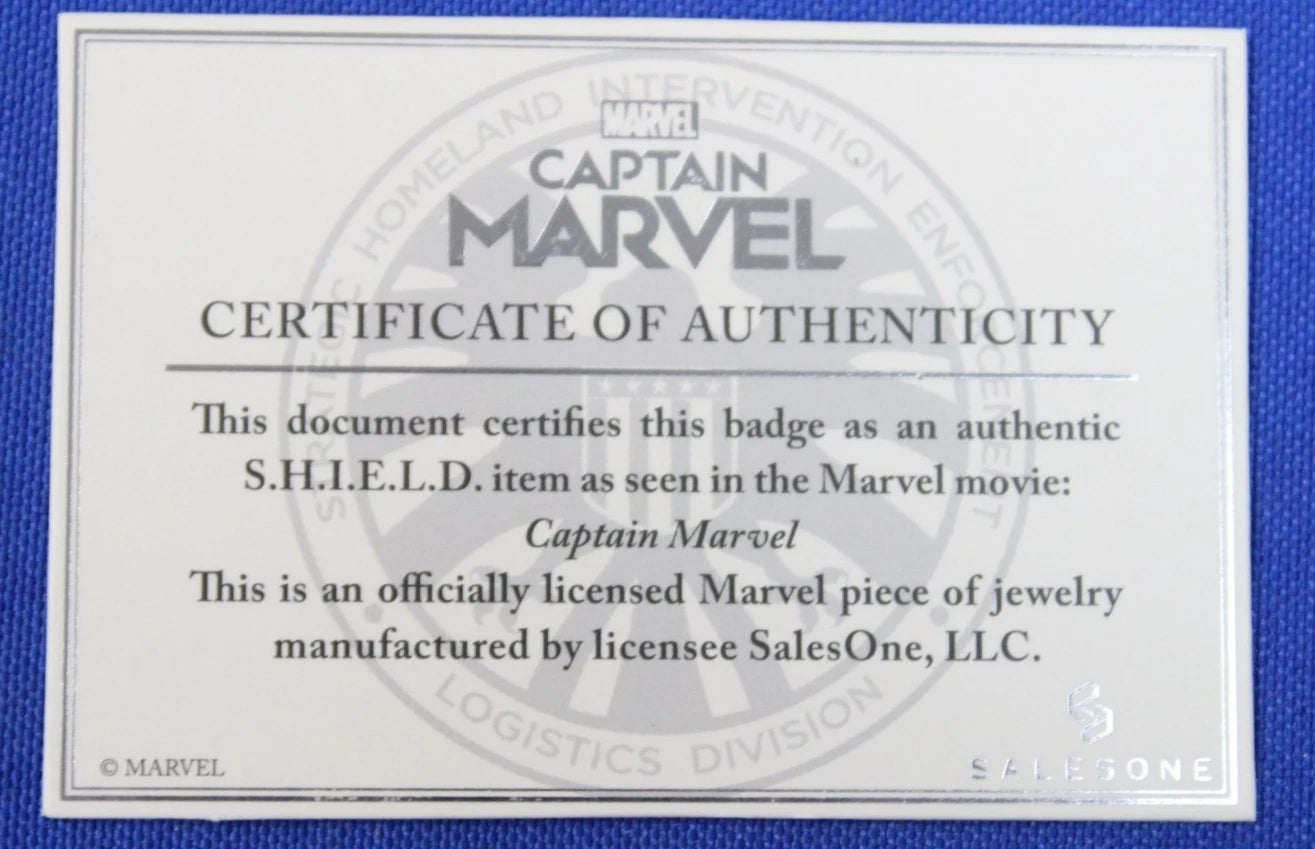 STRATEGIC HOMELAND INTERVENTION ENFORCEMENT
MARVEL
CAPTAIN
MARVEL
CERTIFICATE OF AUTHENTICITY
This document certifies this badge as an authentic
S.H.I.E.L.D. item as seen in the Marvel movie:
Captain Marvel
This is an officially licensed Marvel piece of jewelry
manufactured by licensee SalesOne, LLC.
LOGISTICS DIVISION
© MARVEL
SALESONE